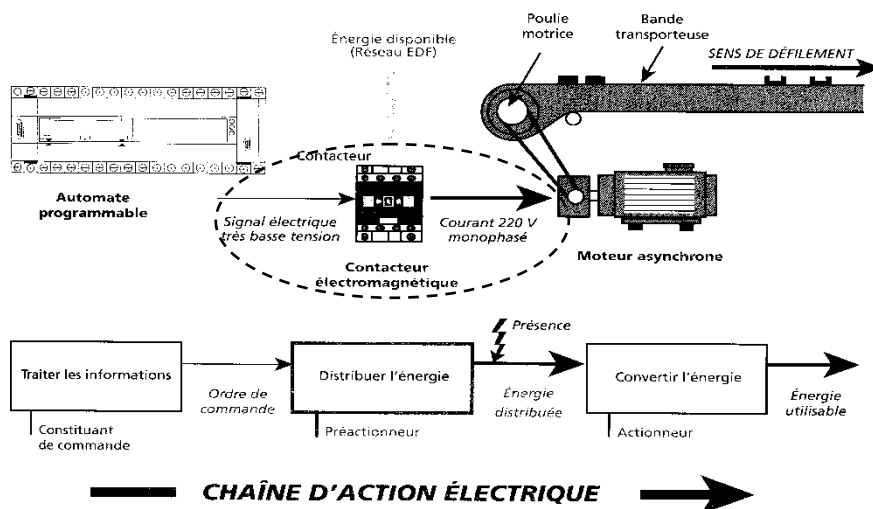 Énergie disponible
(Réseau EDF)
Poulie
motrice
Bande
transporteuse
SENS DE DÉFILEMENT
Contacteur
Automate
programmable
Signal électrique
très basse tension
Courant 220 V
monophasé
Contacteur
électromagnétique
Moteur asynchrone
Présence
Traiter les informations
Ordre de
commande
Distribuer l'énergie
Énergie
distribuée
Convertir l'énergie
Énergie
utilisable
Constituant
de commande
Préactionneur
Actionneur
CHAÎNE D'ACTION ÉLECTRIQUE